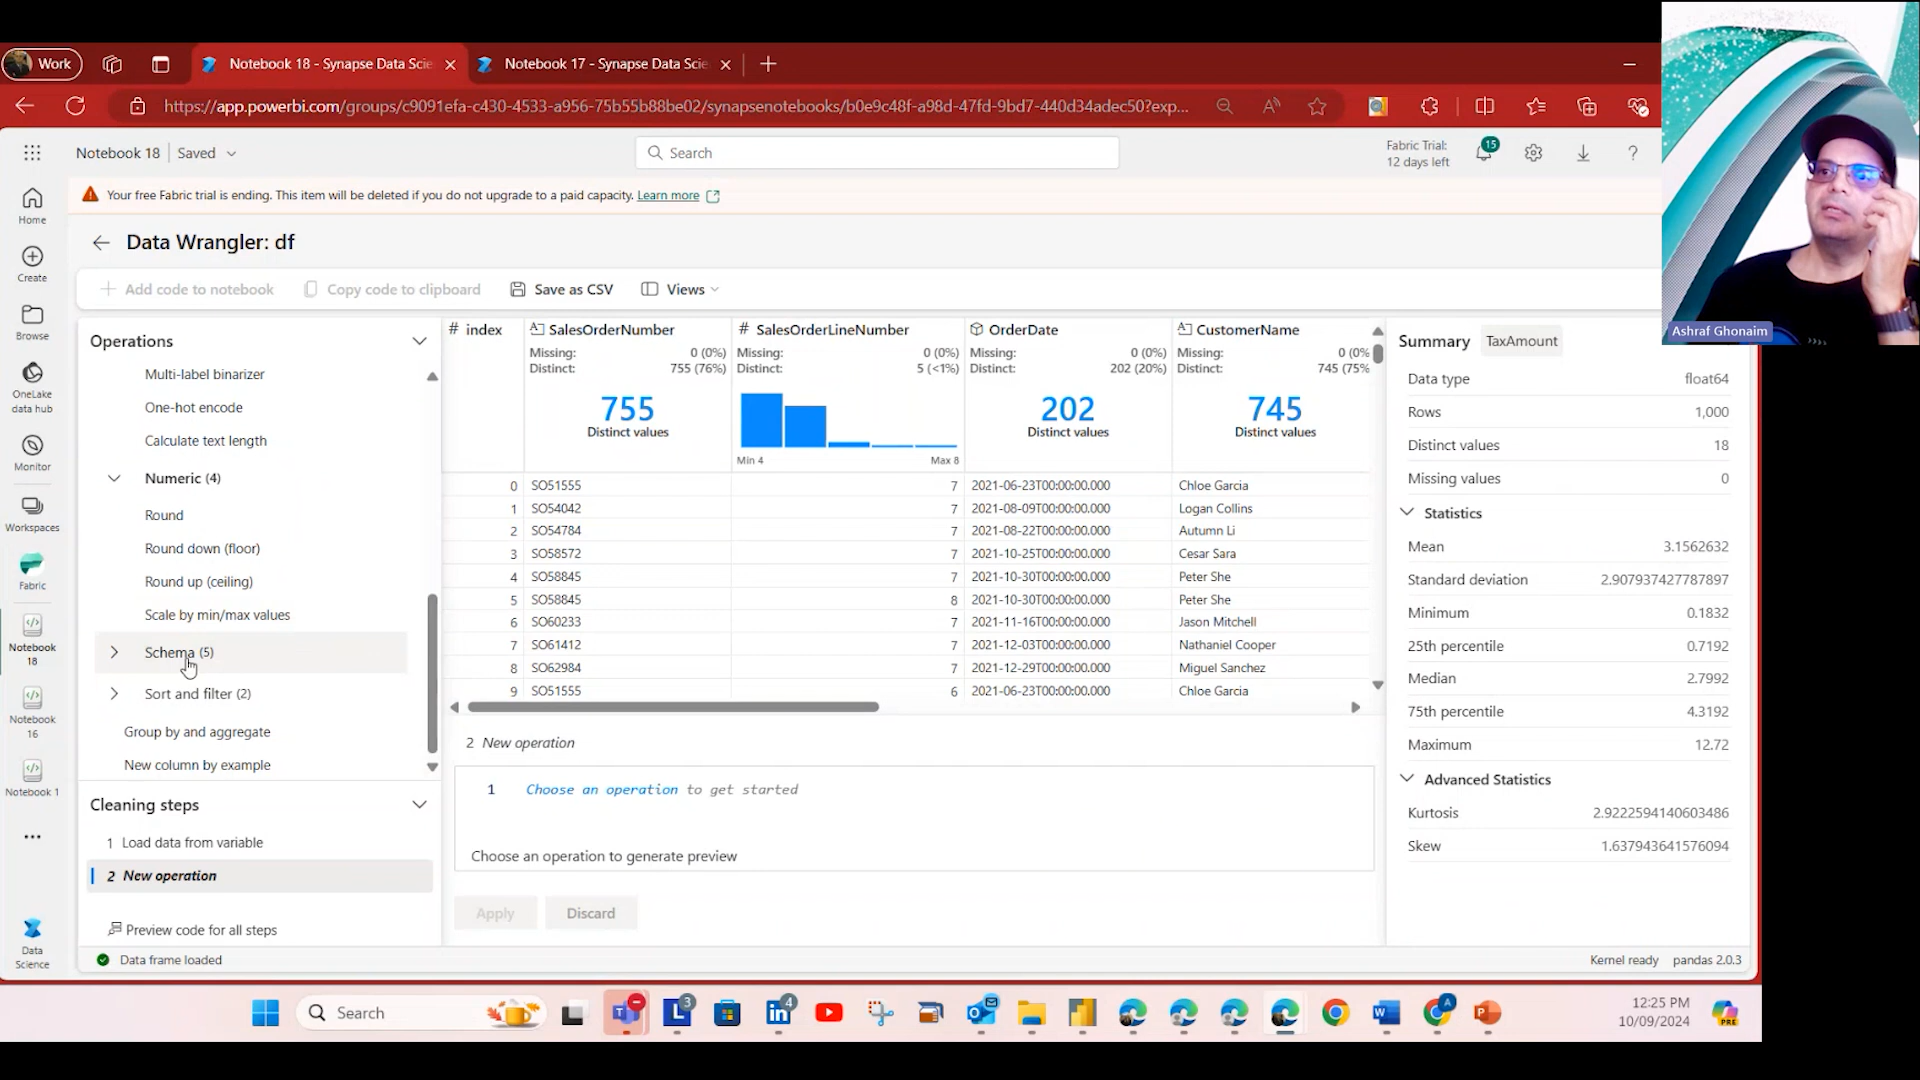 Work
Notebook 18 - Synapse Data Scie
Notebook 17 - Synapse Data Scie
https://app.powerbi.com/groups/c9091efa-c430-4533-a956-75b55b88be02/synapsenotebooks/b0e9c48f-a98d-47fd-9bd7-440d34adec50?exp...
Notebook 18 | Saved
Search
Fabric Trial:
12 days left
15
?
Your free Fabric trial is ending. This item will be deleted if you do not upgrade to a paid capacity. Learn more
Home
Create
Browse
OneLake
data hub
Monitor
Workspaces
Fabric
Notebook
18
Notebook
16
Notebook 1
Data
Science
Data Wrangler: df
Add code to notebook
Copy code to clipboard
Save as CSV
Views
Operations
Multi-label binarizer
One-hot encode
Calculate text length
Numeric (4)
Round
Round down (floor)
Round up (ceiling)
Scale by min/max values
Schema (5)
Sort and filter (2)
Group by and aggregate
New column by example
Cleaning steps
1 Load data from variable
2 New operation
Preview code for all steps
Data frame loaded
# index SalesOrderNumber # SalesOrderLineNumber OrderDate CustomerName
Missing: 0 (0%) Missing: 0 (0%) Missing: 0 (0%) Missing: 0 (0%
Distinct: 755 (76%) Distinct: 5 (<1%) Distinct: 202 (20%) Distinct: 745 (75%
755 202 745
Distinct values Distinct values Distinct values
Min 4 Max 8
0 SO51555 7 2021-06-23T00:00:00.000 Chloe Garcia
1 SO54042 7 2021-08-09T00:00:00.000 Logan Collins
2 SO54784 7 2021-08-22T00:00:00.000 Autumn Li
3 SO58572 7 2021-10-25T00:00:00.000 Cesar Sara
4 SO58845 7 2021-10-30T00:00:00.000 Peter She
5 SO58845 8 2021-10-30T00:00:00.000 Peter She
6 SO60233 7 2021-11-16T00:00:00.000 Jason Mitchell
7 SO61412 7 2021-12-03T00:00:00.000 Nathaniel Cooper
8 SO62984 7 2021-12-29T00:00:00.000 Miguel Sanchez
9 SO51555 6 2021-06-23T00:00:00.000 Chloe Garcia
2 New operation
1 Choose an operation to get started
Choose an operation to generate preview
Apply
Discard
Summary TaxAmount
Data type float64
Rows 1,000
Distinct values 18
Missing values 0
Statistics
Mean 3.1562632
Standard deviation 2.907937427787897
Minimum 0.1832
25th percentile 0.7192
Median 2.7992
75th percentile 4.3192
Maximum 12.72
Advanced Statistics
Kurtosis 2.9222594140603486
Skew 1.637943641576094
Kernel ready pandas 2.0.3
Ashraf Ghonaim
Search
L
3
in
4
W
A
P
12:25 PM
10/09/2024
PRE